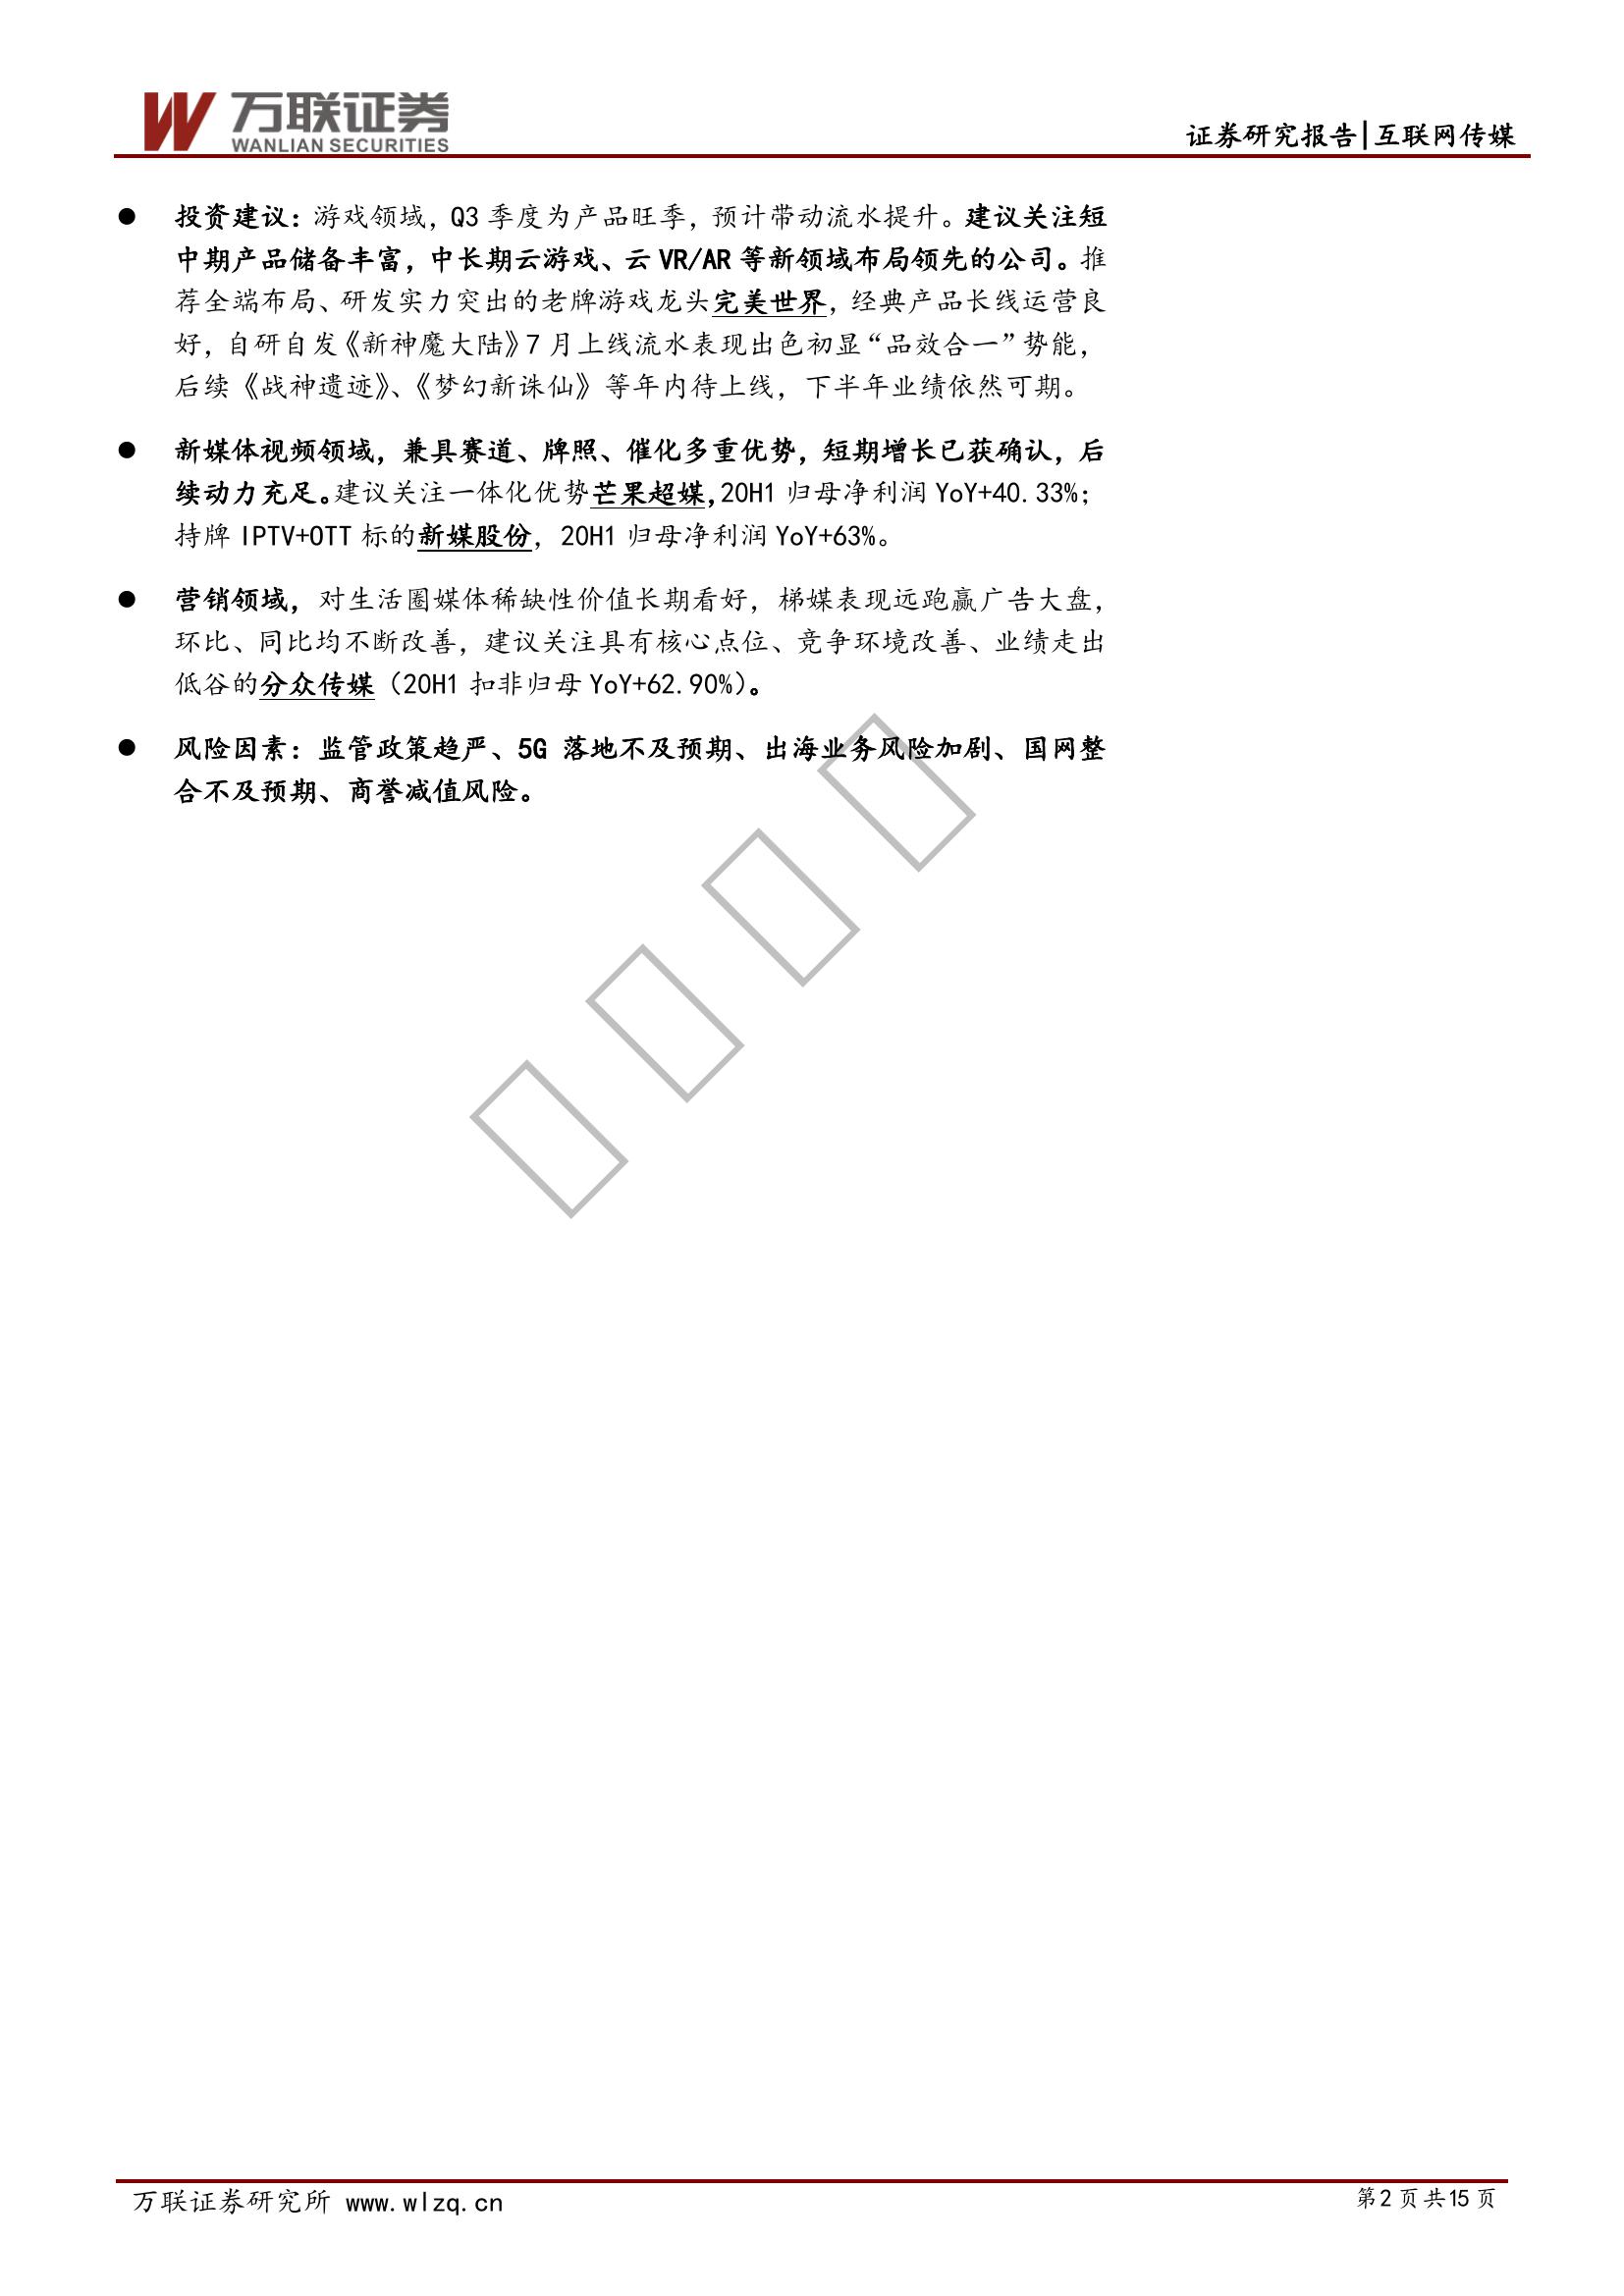 万联证券
WANLIAN SECURITIES
证券研究报告|互联网传媒
● 投资建议：游戏领域，Q3 季度为产品旺季，预计带动流水提升。建议关注短
中期产品储备丰富，中长期云游戏、云 VR/AR 等新领域布局领先的公司。推
荐全端布局、研发实力突出的老牌游戏龙头完美世界，经典产品长线运营良
好，自研自发《新神魔大陆》7 月上线流水表现出色初显“品效合一”势能，
后续《战神遗迹》、《梦幻新诛仙》等年内待上线，下半年业绩依然可期。
● 新媒体视频领域，兼具赛道、牌照、催化多重优势，短期增长已获确认，后
续动力充足。建议关注一体化优势芒果超媒，20H1 归母净利润 YoY+40.33%；
持牌 IPTV+OTT 标的新媒股份，20H1 归母净利润 YoY+63%。
● 营销领域，对生活圈媒体稀缺性价值长期看好，梯媒表现远跑赢广告大盘，
环比、同比均不断改善，建议关注具有核心点位、竞争环境改善、业绩走出
低谷的分众传媒（20H1 扣非归母 YoY+62.90%）。
● 风险因素：监管政策趋严、5G 落地不及预期、出海业务风险加剧、国网整
合不及预期、商誉减值风险。
万联证券研究所 www.wlzq.cn
第2 页 共15 页